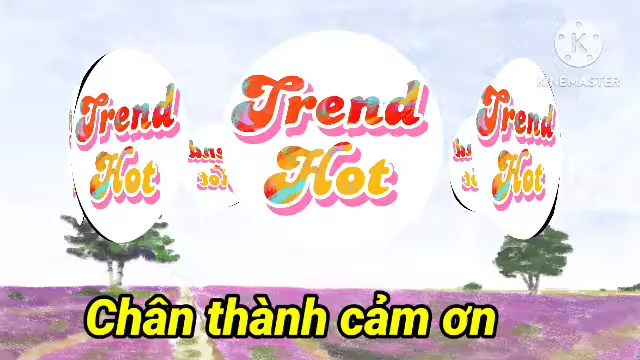 KINEMASTER
Trend
Hot
Trend
Hot
Trend
Hot
Chân thành cảm ơn